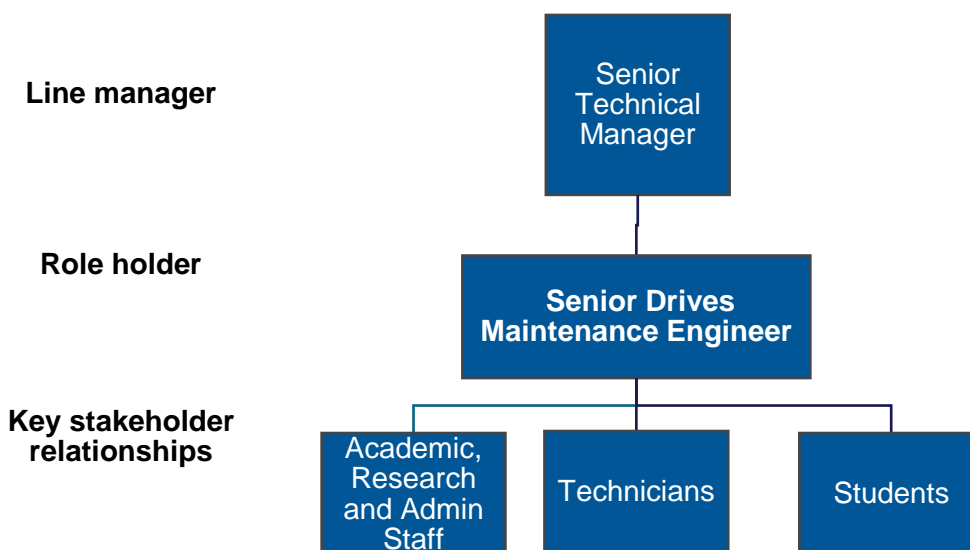 Line manager
Senior
Technical
Manager
Role holder
Senior Drives
Maintenance Engineer
Key stakeholder
relationships
Academic,
Research
and Admin
Staff
Technicians
Students